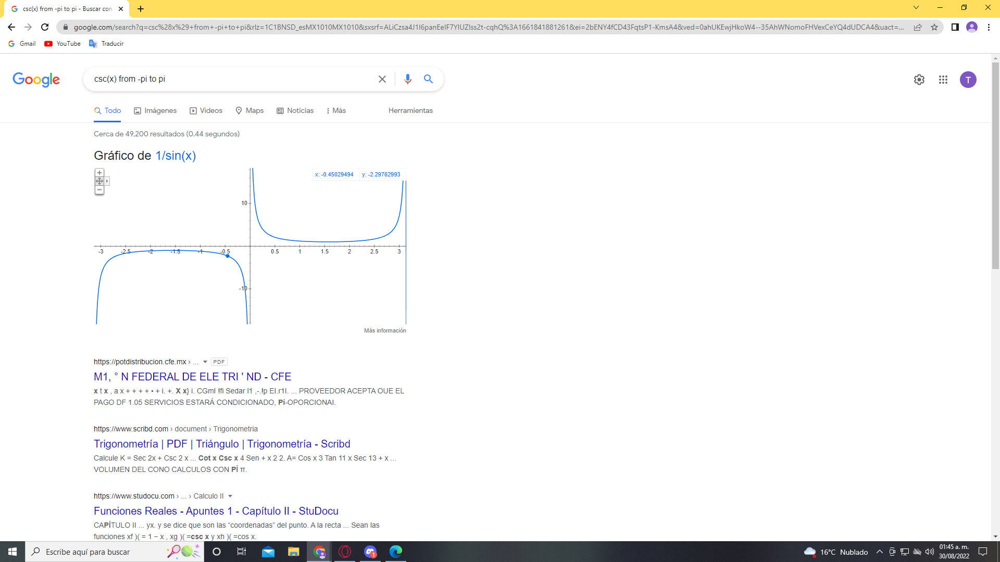 csc(x) from -pi to pi - Buscar con
google.com/search?q=csc%28x%29+from+-pi+to+pi&rlz=1C1BNSD_esMX1010MX1010&sxsrf=ALiCzsa4J1I6panEeIF7YIUZIss2t-cqhQ%3A1661841881261&ei=2bENY4fCD43FqtsP1-KmsA4&ved=0ahUKEwjHkoW4--35AhWNomoFHVexCeYQ4dUDCA4&uact=...
Gmail YouTube Traducir
Google csc(x) from -pi to pi T
Todo Imágenes Vídeos Maps Noticias Más Herramientas
Cerca de 49,200 resultados (0.44 segundos)
Gráfico de 1/sin(x)
x: -0.45029494 y: -2.29762993
10
-3 -2.5 -2 -1.5 -1 -0.5 0.5 1 1.5 2 2.5 3
-10
Más información
https://potdistribucion.cfe.mx › ... PDF
M1, ° N FEDERAL DE ELE TRI ' ND - CFE
x t x , a x + + + + • + i. +. X x} i. CGml !fi Sedar l1 ,-.!p El.r1l. ... PROVEEDOR ACEPTA OUE EL
PAGO DF 1.05 SERVICIOS ESTARÁ CONDICIONADO, Pí-OPORCIONAl.
https://www.scribd.com › document › Trigonometria
Trigonometría | PDF | Triángulo | Trigonometría - Scribd
Calcule K = Sec 2x + Csc 2 x ... Cot x Csc x 4 Sen + x 2 2. A= Cos x 3 Tan 11 x Sec 13 + x ...
VOLUMEN DEL CONO CALCULOS CON PÍ π.
https://www.studocu.com › ... › Calculo II
Funciones Reales - Apuntes 1 - Capítulo II - StuDocu
CAPÍTULO II ... yx. y se dice que son las “coordenadas” del punto. A la recta ... Sean las
funciones xf )( = 1 − x , xg )( =csc x y xh )( =cos x.
Escribe aquí para buscar 1 16°C Nublado 01:45 a. m.
30/08/2022